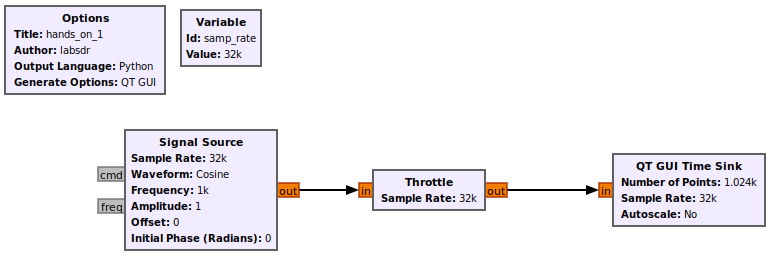 Options
Title: hands_on_1
Author: labsdr
Output Language: Python
Generate Options: QT GUI
Variable
Id: samp_rate
Value: 32k
Signal Source
Sample Rate: 32k
Waveform: Cosine
Frequency: 1k
Amplitude: 1
Offset: 0
Initial Phase (Radians): 0
cmd
freq
out
in
Throttle
Sample Rate: 32k
out
in
QT GUI Time Sink
Number of Points: 1.024k
Sample Rate: 32k
Autoscale: No